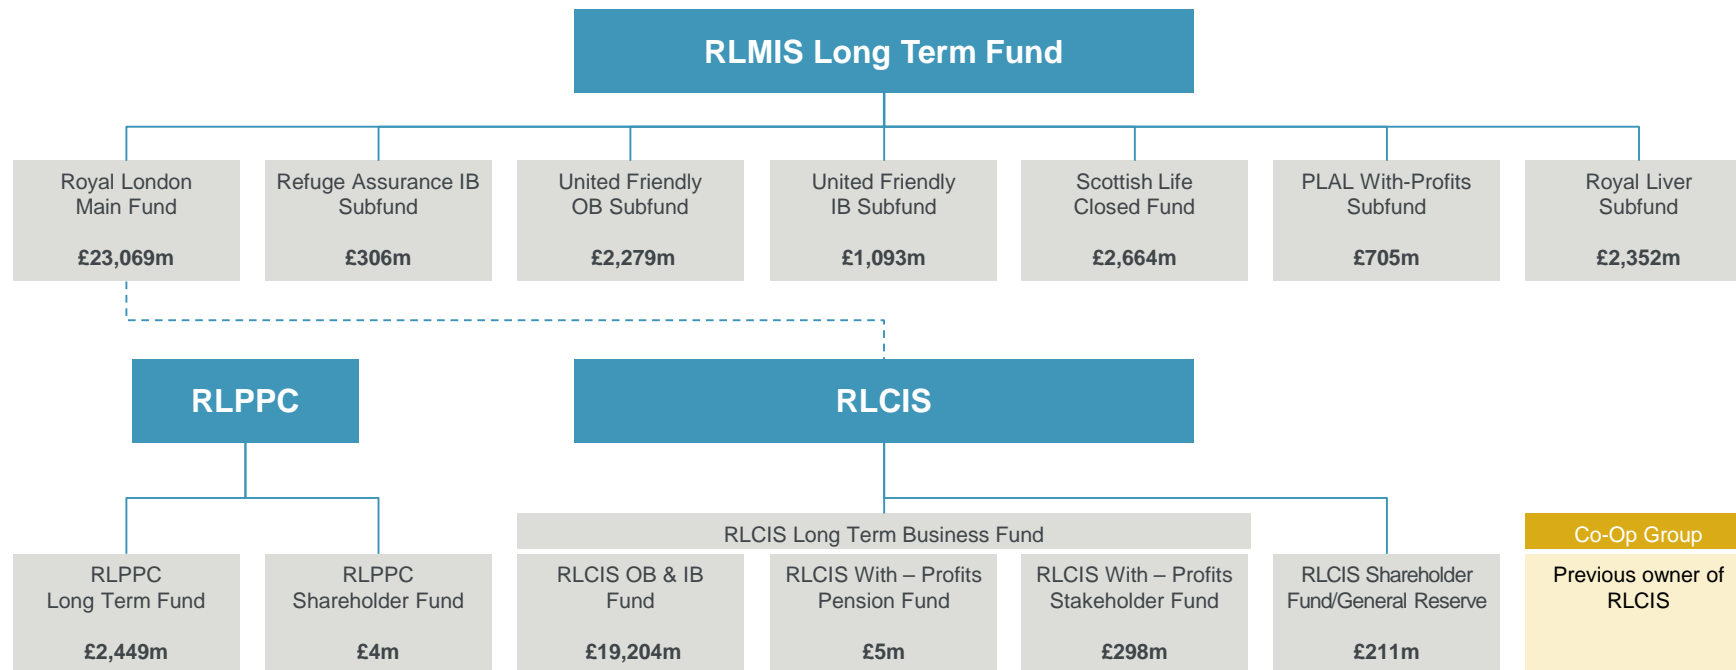 RLMIS Long Term Fund
Royal London
Main Fund
£23,069m
Refuge Assurance IB
Subfund
£306m
United Friendly
OB Subfund
£2,279m
United Friendly
IB Subfund
£1,093m
Scottish Life
Closed Fund
£2,664m
PLAL With-Profits
Subfund
£705m
Royal Liver
Subfund
£2,352m
RLPPC
RLCIS
RLCIS Long Term Business Fund
Co-Op Group
RLPPC
Long Term Fund
£2,449m
RLPPC
Shareholder Fund
£4m
RLCIS OB & IB
Fund
£19,204m
RLCIS With – Profits
Pension Fund
£5m
RLCIS With – Profits
Stakeholder Fund
£298m
RLCIS Shareholder
Fund/General Reserve
£211m
Previous owner of
RLCIS